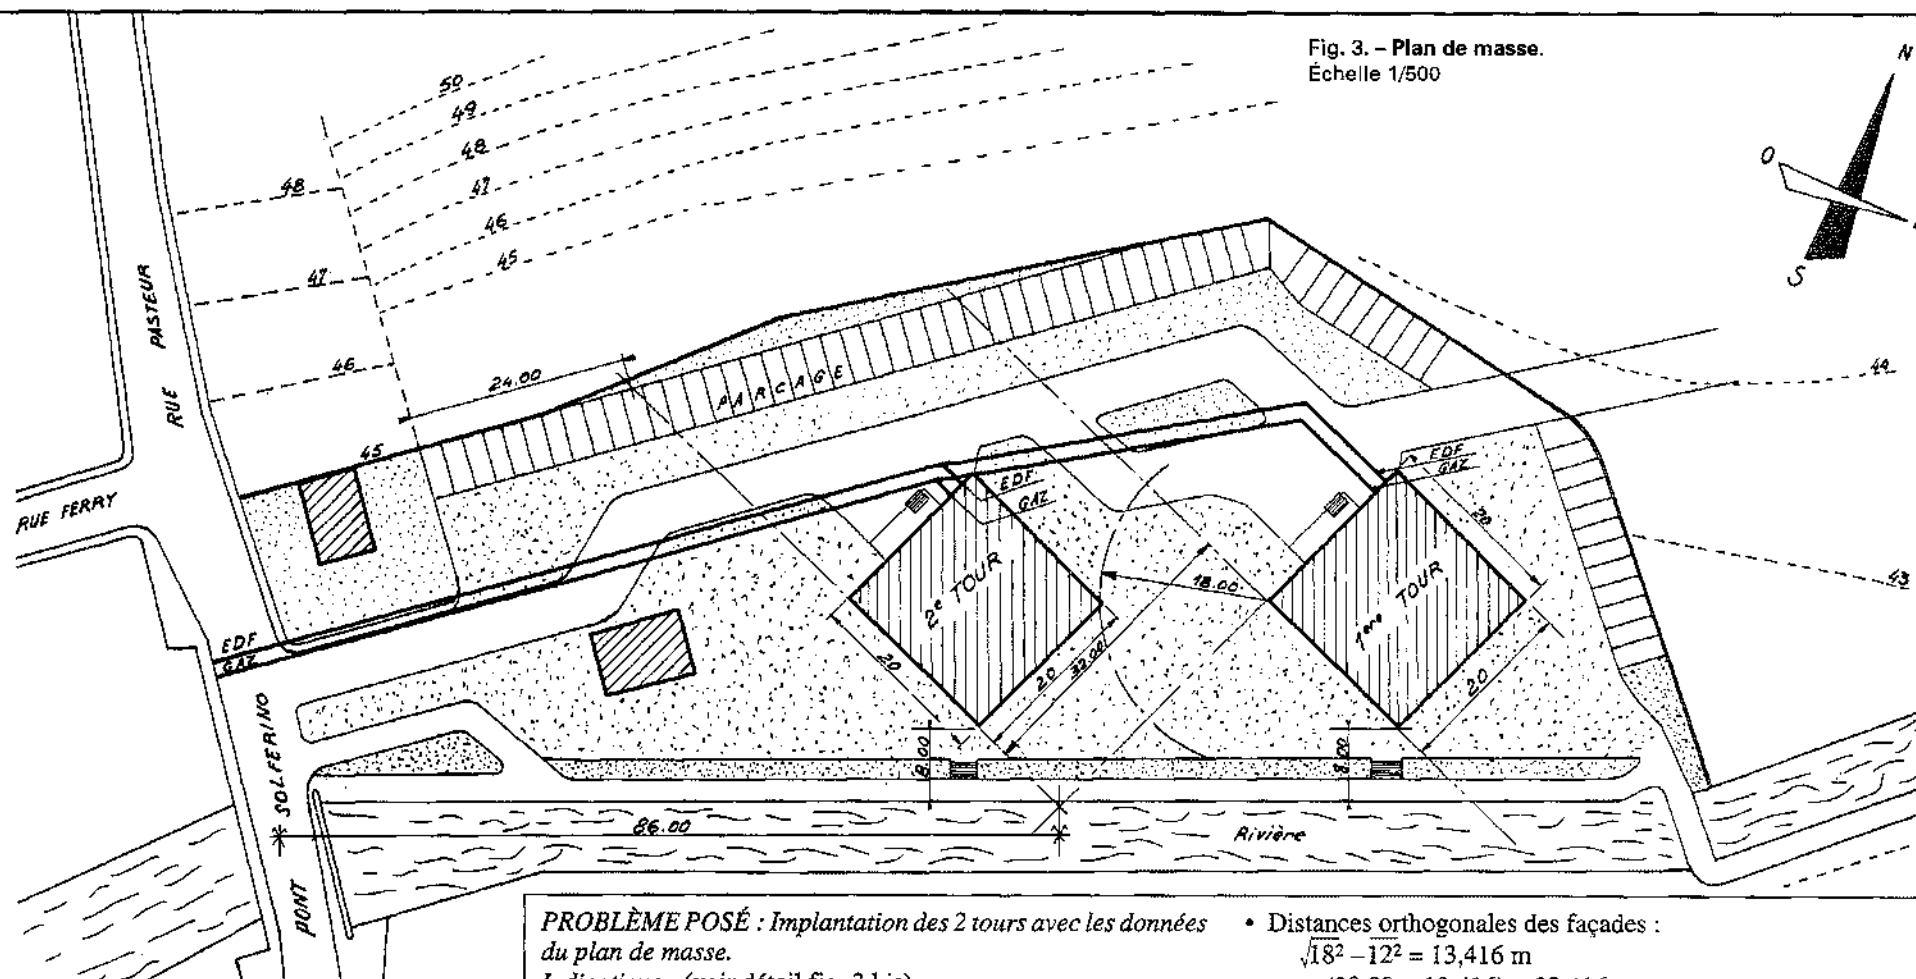 Fig. 3. – Plan de masse.
Échelle 1/500
N
O
S
50
49
48
47
46
45
48
47
46
45
44
43
RUE PASTEUR
RUE FERRY
24.00
PARCAGE
EDF
GAZ
EDF
GAZ
EDF
GAZ
2e TOUR
1ere TOUR
18.00
20
20
20
20
32.00
8.00
8.00
86.00
Rivière
PONT SOLFERINO
PROBLÈME POSÉ : Implantation des 2 tours avec les données
du plan de masse.
• Distances orthogonales des façades :
√18² – 12² = 13,416 m